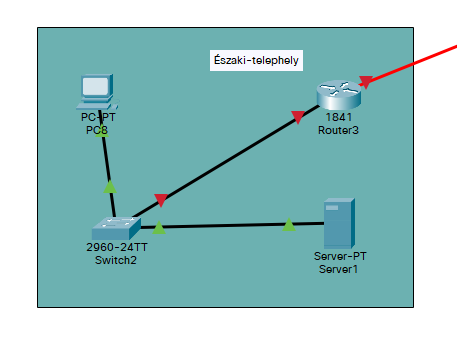 Északi-telephely
PC-PT
PC8
1841
Router3
2960-24TT
Switch2
Server-PT
Server1